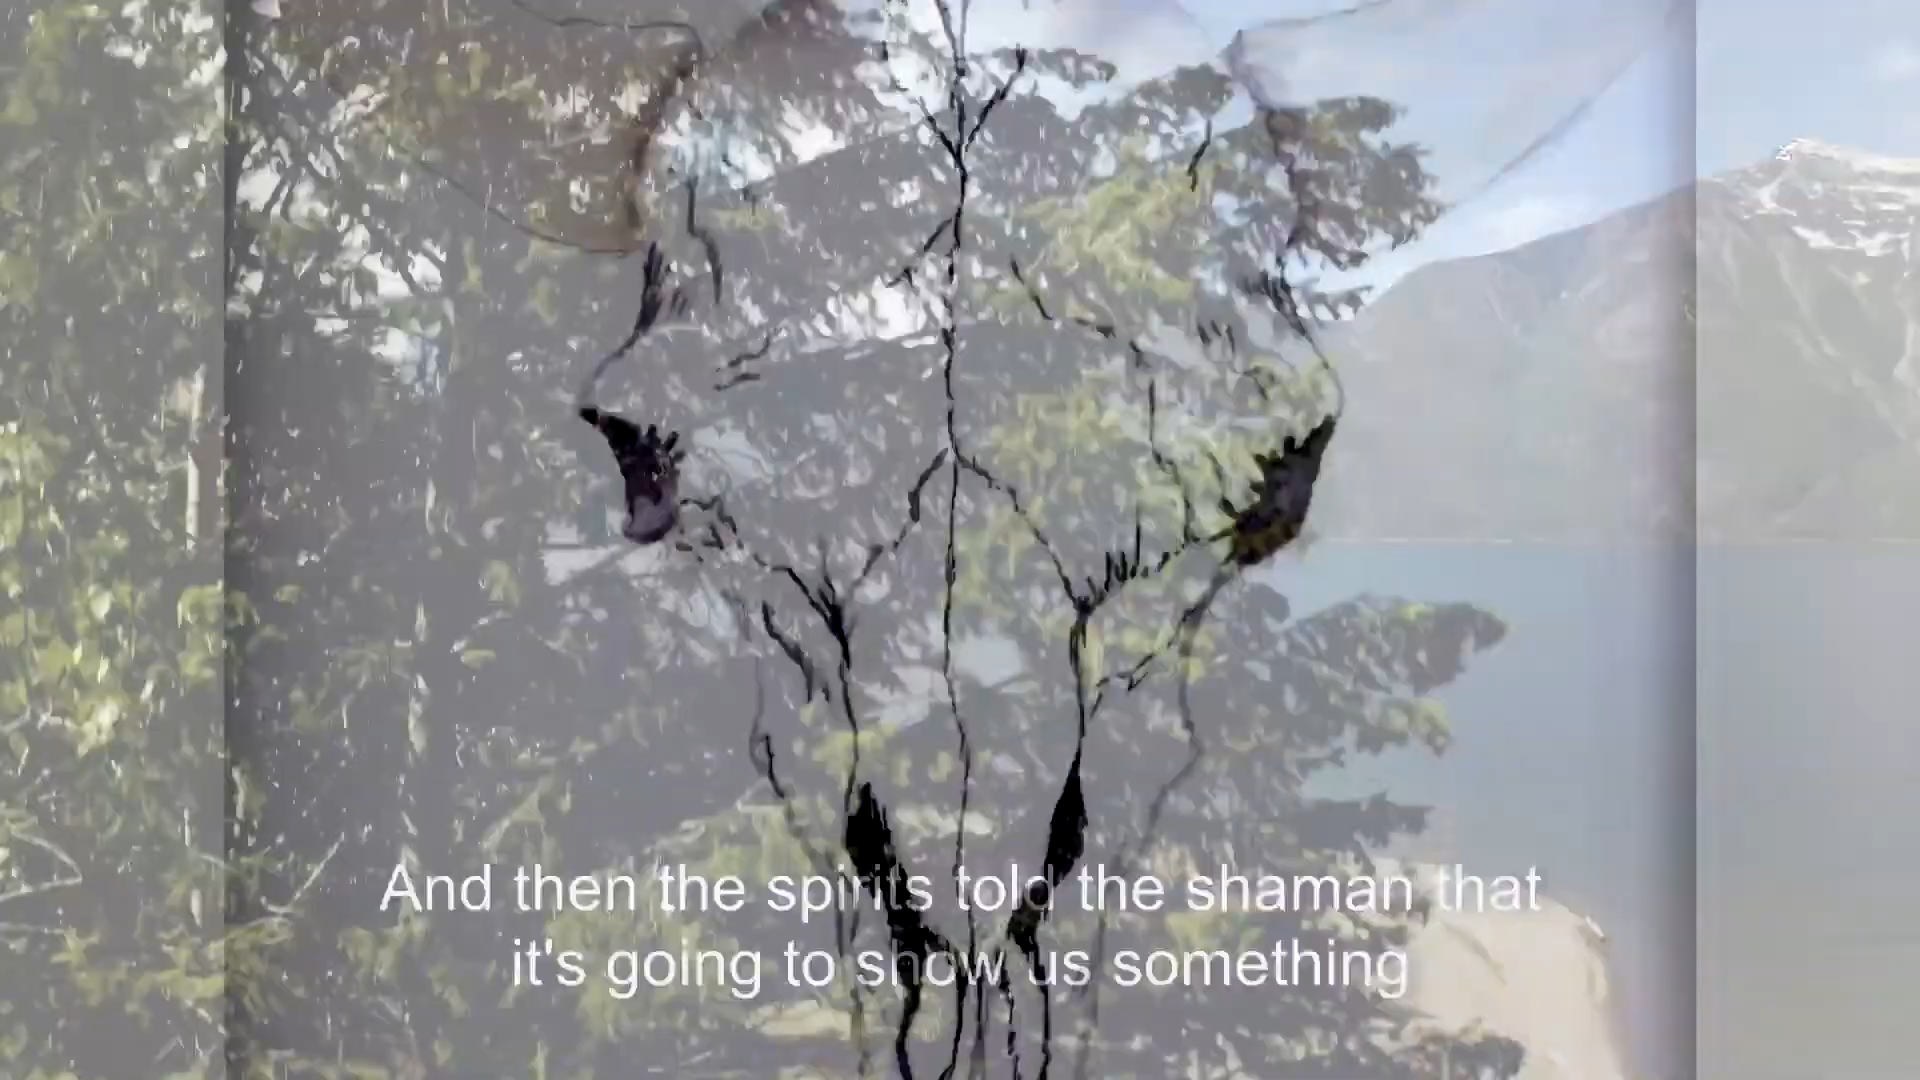 And then the spirits told the shaman that
it's going to show us something